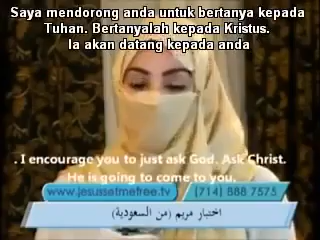 Saya mendorong anda untuk bertanya kepada
Tuhan. Bertanyalah kepada Kristus.
Ia akan datang kepada anda
. I encourage you to just ask God. Ask Christ.
He is going to come to you.
www.jesussetmefree.tv (714) 888 7575
اختبار مريم (من السعودية)